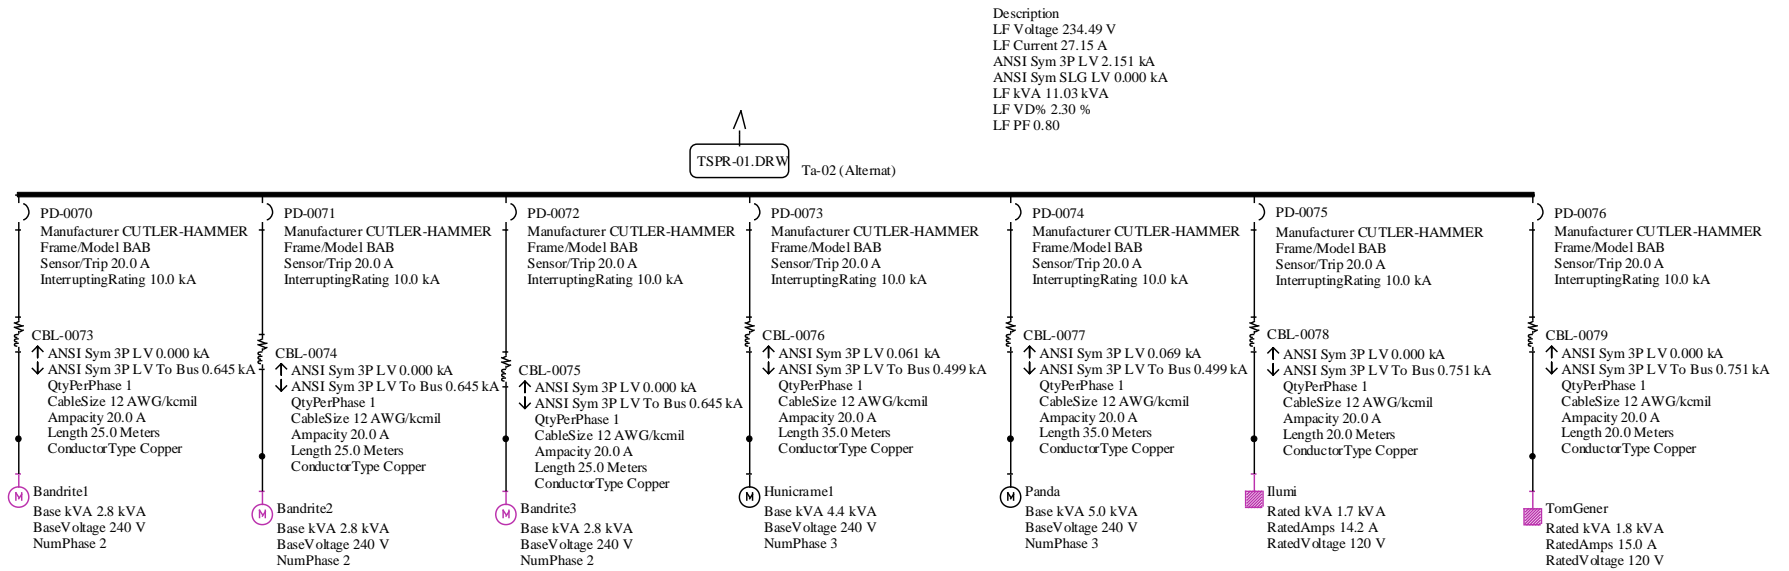 Description
LF Voltage 234.49 V
LF Current 27.15 A
ANSI Sym 3P LV 2.151 kA
ANSI Sym SLG LV 0.000 kA
LF kVA 11.03 kVA
LF VD% 2.30 %
LF PF 0.80
TSPR-01.DRW
Ta-02 (Alternat)
PD-0070
Manufacturer CUTLER-HAMMER
Frame/Model BAB
Sensor/Trip 20.0 A
InterruptingRating 10.0 kA
CBL-0073
ANSI Sym 3P LV 0.000 kA
ANSI Sym 3P LV To Bus 0.645 kA
QtyPerPhase 1
CableSize 12 AWG/kcmil
Ampacity 20.0 A
Length 25.0 Meters
ConductorType Copper
M
Bandrite1
Base kVA 2.8 kVA
BaseVoltage 240 V
NumPhase 2
PD-0071
Manufacturer CUTLER-HAMMER
Frame/Model BAB
Sensor/Trip 20.0 A
InterruptingRating 10.0 kA
CBL-0074
ANSI Sym 3P LV 0.000 kA
ANSI Sym 3P LV To Bus 0.645 kA
QtyPerPhase 1
CableSize 12 AWG/kcmil
Ampacity 20.0 A
Length 25.0 Meters
ConductorType Copper
M
Bandrite2
Base kVA 2.8 kVA
BaseVoltage 240 V
NumPhase 2
PD-0072
Manufacturer CUTLER-HAMMER
Frame/Model BAB
Sensor/Trip 20.0 A
InterruptingRating 10.0 kA
CBL-0075
ANSI Sym 3P LV 0.000 kA
ANSI Sym 3P LV To Bus 0.645 kA
QtyPerPhase 1
CableSize 12 AWG/kcmil
Ampacity 20.0 A
Length 25.0 Meters
ConductorType Copper
M
Bandrite3
Base kVA 2.8 kVA
BaseVoltage 240 V
NumPhase 2
PD-0073
Manufacturer CUTLER-HAMMER
Frame/Model BAB
Sensor/Trip 20.0 A
InterruptingRating 10.0 kA
CBL-0076
ANSI Sym 3P LV 0.061 kA
ANSI Sym 3P LV To Bus 0.499 kA
QtyPerPhase 1
CableSize 12 AWG/kcmil
Ampacity 20.0 A
Length 35.0 Meters
ConductorType Copper
M
Hunicrame1
Base kVA 4.4 kVA
BaseVoltage 240 V
NumPhase 3
PD-0074
Manufacturer CUTLER-HAMMER
Frame/Model BAB
Sensor/Trip 20.0 A
InterruptingRating 10.0 kA
CBL-0077
ANSI Sym 3P LV 0.069 kA
ANSI Sym 3P LV To Bus 0.499 kA
QtyPerPhase 1
CableSize 12 AWG/kcmil
Ampacity 20.0 A
Length 35.0 Meters
ConductorType Copper
M
Panda
Base kVA 5.0 kVA
BaseVoltage 240 V
NumPhase 3
PD-0075
Manufacturer CUTLER-HAMMER
Frame/Model BAB
Sensor/Trip 20.0 A
InterruptingRating 10.0 kA
CBL-0078
ANSI Sym 3P LV 0.000 kA
ANSI Sym 3P LV To Bus 0.751 kA
QtyPerPhase 1
CableSize 12 AWG/kcmil
Ampacity 20.0 A
Length 20.0 Meters
ConductorType Copper
Ilumi
Rated kVA 1.7 kVA
RatedAmps 14.2 A
RatedVoltage 120 V
PD-0076
Manufacturer CUTLER-HAMMER
Frame/Model BAB
Sensor/Trip 20.0 A
InterruptingRating 10.0 kA
CBL-0079
ANSI Sym 3P LV 0.000 kA
ANSI Sym 3P LV To Bus 0.751 kA
QtyPerPhase 1
CableSize 12 AWG/kcmil
Ampacity 20.0 A
Length 20.0 Meters
ConductorType Copper
TomGener
Rated kVA 1.8 kVA
RatedAmps 15.0 A
RatedVoltage 120 V